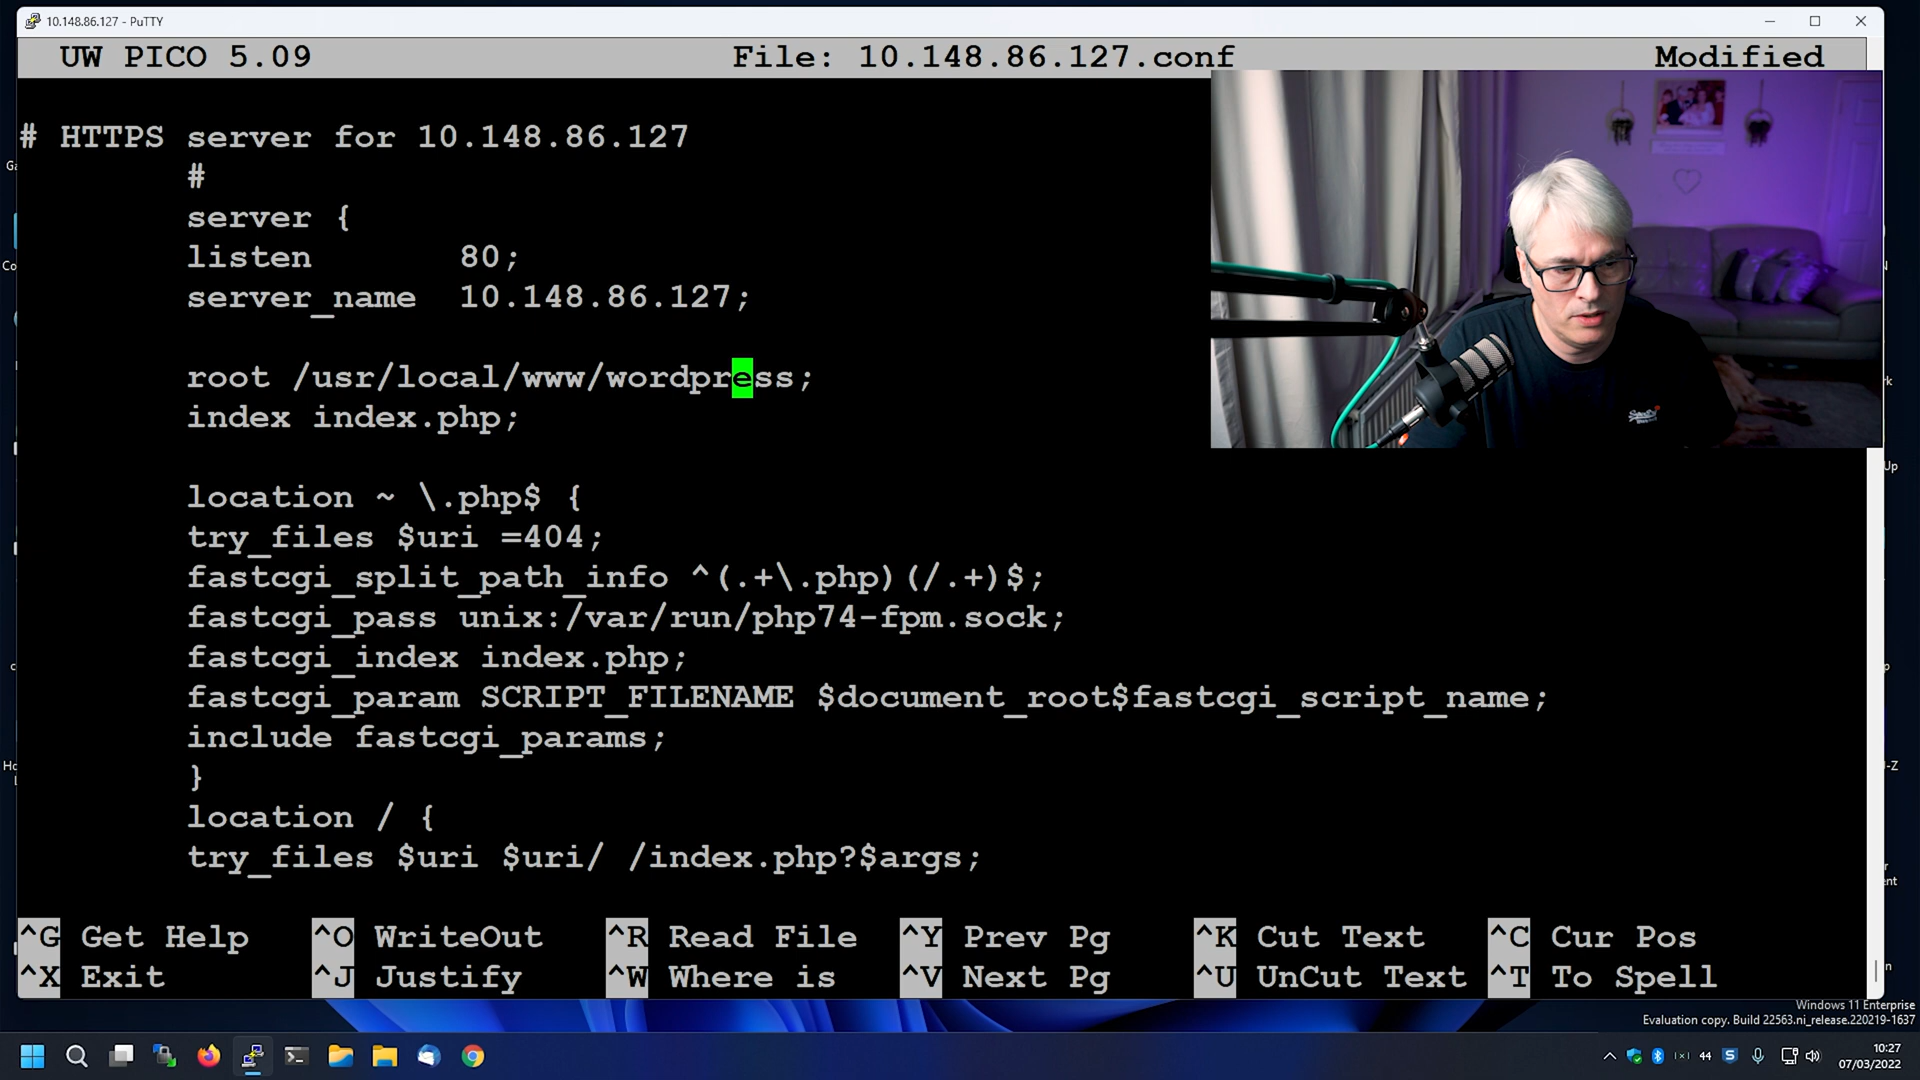 10.148.86.127 - PuTTY
UW PICO 5.09 File: 10.148.86.127.conf Modified
# HTTPS server for 10.148.86.127
#
server {
listen 80;
server_name 10.148.86.127;
root /usr/local/www/wordpress;
index index.php;
location ~ \.php$ {
try_files $uri =404;
fastcgi_split_path_info ^(.+\.php)(/.+)$;
fastcgi_pass unix:/var/run/php74-fpm.sock;
fastcgi_index index.php;
fastcgi_param SCRIPT_FILENAME $document_root$fastcgi_script_name;
include fastcgi_params;
}
location / {
try_files $uri $uri/ /index.php?$args;
^G Get Help ^O WriteOut ^R Read File ^Y Prev Pg ^K Cut Text ^C Cur Pos
^X Exit ^J Justify ^W Where is ^V Next Pg ^U UnCut Text ^T To Spell
Windows 11 Enterprise
Evaluation copy. Build 22563.ni_release.220219-1637
44
10:27
07/03/2022